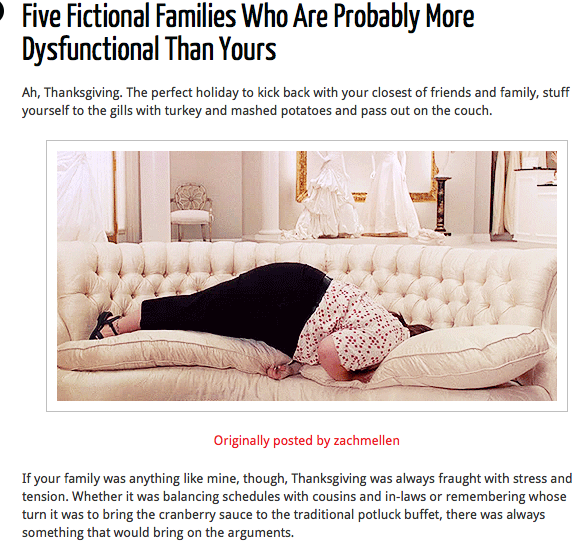 Five Fictional Families Who Are Probably More
Dysfunctional Than Yours
Ah, Thanksgiving. The perfect holiday to kick back with your closest of friends and family, stuff
yourself to the gills with turkey and mashed potatoes and pass out on the couch.
Originally posted by zachmellen
If your family was anything like mine, though, Thanksgiving was always fraught with stress and
tension. Whether it was balancing schedules with cousins and in-laws or remembering whose
turn it was to bring the cranberry sauce to the traditional potluck buffet, there was always
something that would bring on the arguments.